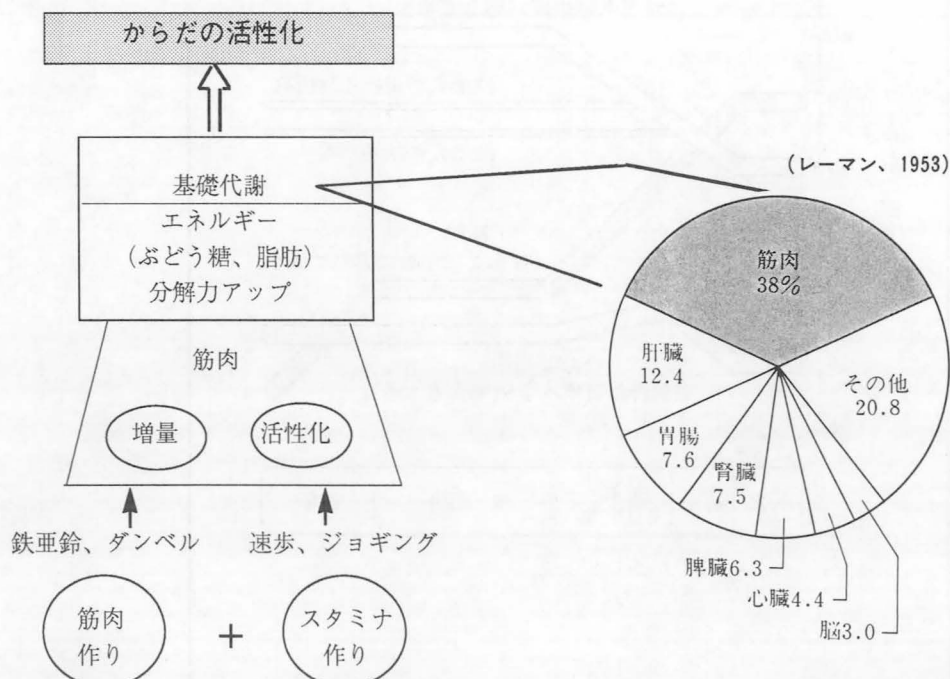 からだの活性化
基礎代謝
エネルギー
(ぶどう糖、脂肪)
分解力アップ
筋肉
増量
活性化
鉄亜鈴、ダンベル
速歩、ジョギング
筋肉
作り
+
スタミナ
作り
(レーマン、1953)
筋肉
38%
肝臓
12.4
胃腸
7.6
腎臓
7.5
脾臓6.3
心臓4.4
脳3.0
その他
20.8